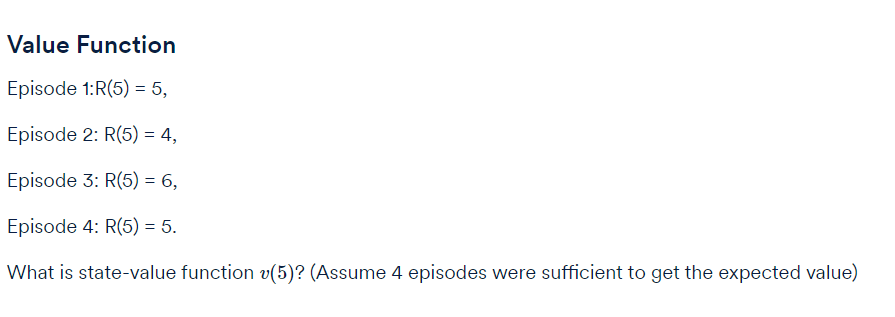 Value Function
Episode 1:R(5) = 5,
Episode 2: R(5) = 4,
Episode 3: R(5) = 6,
Episode 4: R(5) = 5.
What is state-value function v(5)? (Assume 4 episodes were sufficient to get the expected value)